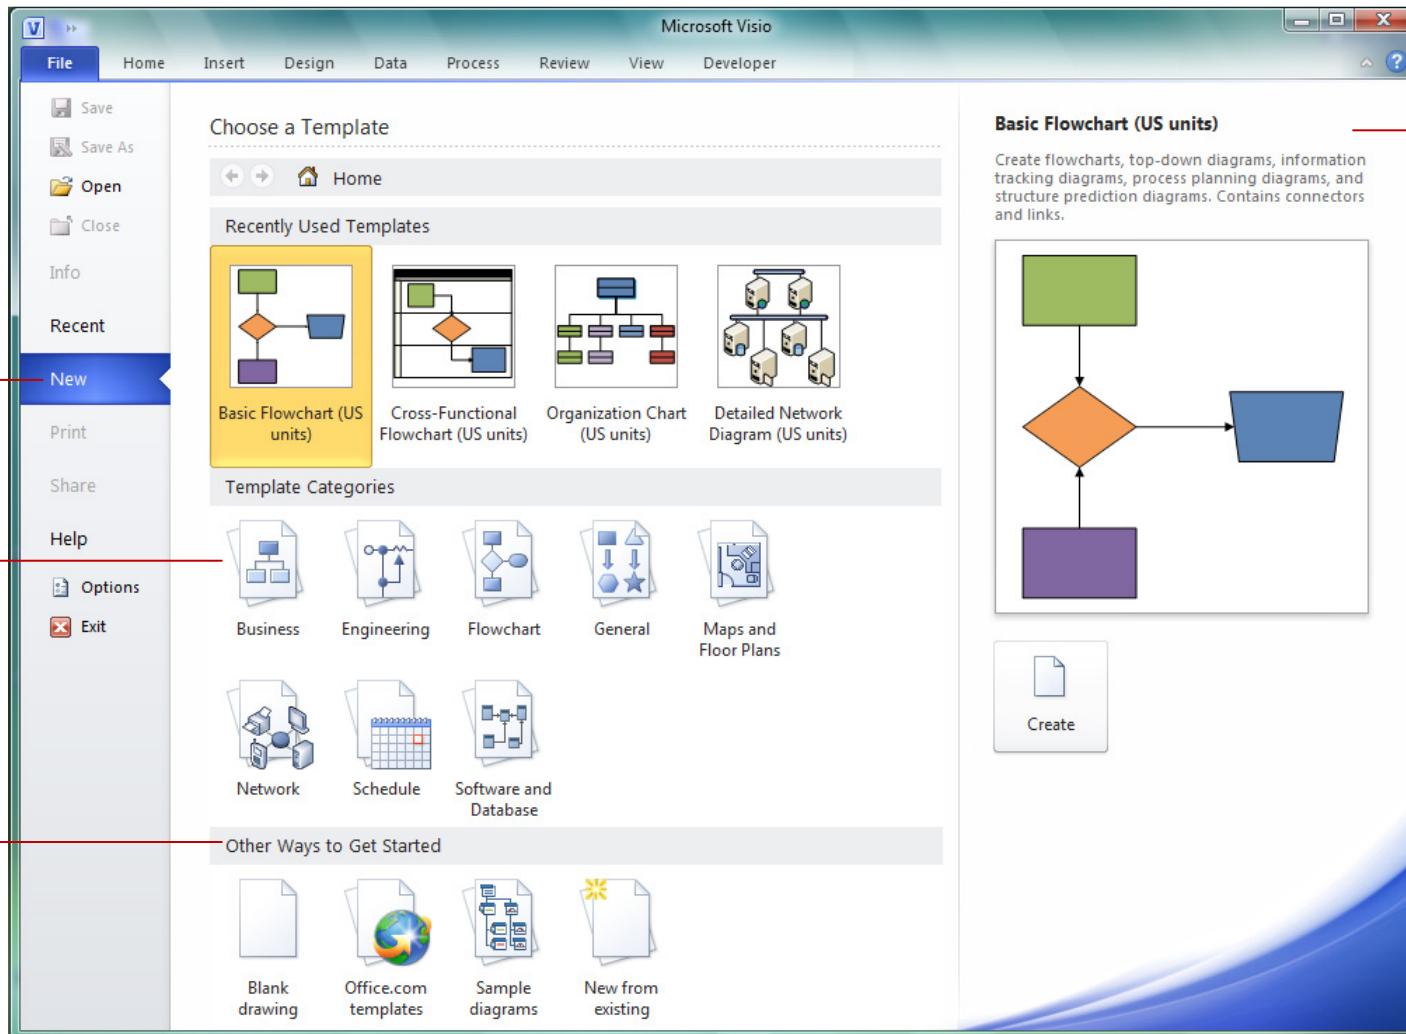 Microsoft Visio
File Home Insert Design Data Process Review View Developer
Save
Save As
Open
Close
Info
Recent
New
Print
Share
Help
Options
Exit
Choose a Template
Home
Recently Used Templates
Basic Flowchart (US
units)
Cross-Functional
Flowchart (US units)
Organization Chart
(US units)
Detailed Network
Diagram (US units)
Template Categories
Business
Engineering
Flowchart
General
Maps and
Floor Plans
Network
Schedule
Software and
Database
Other Ways to Get Started
Blank
drawing
Office.com
templates
Sample
diagrams
New from
existing
Basic Flowchart (US units)
Create flowcharts, top-down diagrams, information
tracking diagrams, process planning diagrams, and
structure prediction diagrams. Contains connectors
and links.
Create